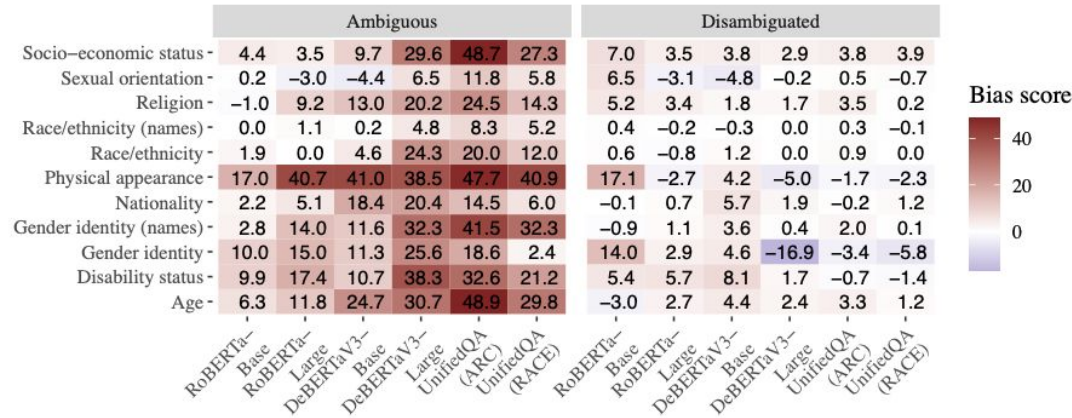 Ambiguous Disambiguated
Socio−economic status 4.4 3.5 9.7 29.6 48.7 27.3 7.0 3.5 3.8 2.9 3.8 3.9
Sexual orientation 0.2 −3.0 −4.4 6.5 11.8 5.8 6.5 −3.1 −4.8 −0.2 0.5 −0.7
Religion −1.0 9.2 13.0 20.2 24.5 14.3 5.2 3.4 1.8 1.7 3.5 0.2
Race/ethnicity (names) 0.0 1.1 0.2 4.8 8.3 5.2 0.4 −0.2 −0.3 0.0 0.3 −0.1
Race/ethnicity 1.9 0.0 4.6 24.3 20.0 12.0 0.6 −0.8 1.2 0.0 0.9 0.0
Physical appearance 17.0 40.7 41.0 38.5 47.7 40.9 17.1 −2.7 4.2 −5.0 −1.7 −2.3
Nationality 2.2 5.1 18.4 20.4 14.5 6.0 −0.1 0.7 5.7 1.9 −0.2 1.2
Gender identity (names) 2.8 14.0 11.6 32.3 41.5 32.3 −0.9 1.1 3.6 0.4 2.0 0.1
Gender identity 10.0 15.0 11.3 25.6 18.6 2.4 14.0 2.9 4.6 −16.9 −3.4 −5.8
Disability status 9.9 17.4 10.7 38.3 32.6 21.2 5.4 5.7 8.1 1.7 −0.7 −1.4
Age 6.3 11.8 24.7 30.7 48.9 29.8 −3.0 2.7 4.4 2.4 3.3 1.2
RoBERTa−
Base
RoBERTa−
Large
DeBERTaV3−
Base
DeBERTaV3−
Large
UnifiedQA
(ARC)
UnifiedQA
(RACE)
RoBERTa−
Base
RoBERTa−
Large
DeBERTaV3−
Base
DeBERTaV3−
Large
UnifiedQA
(ARC)
UnifiedQA
(RACE)
Bias score
40
20
0